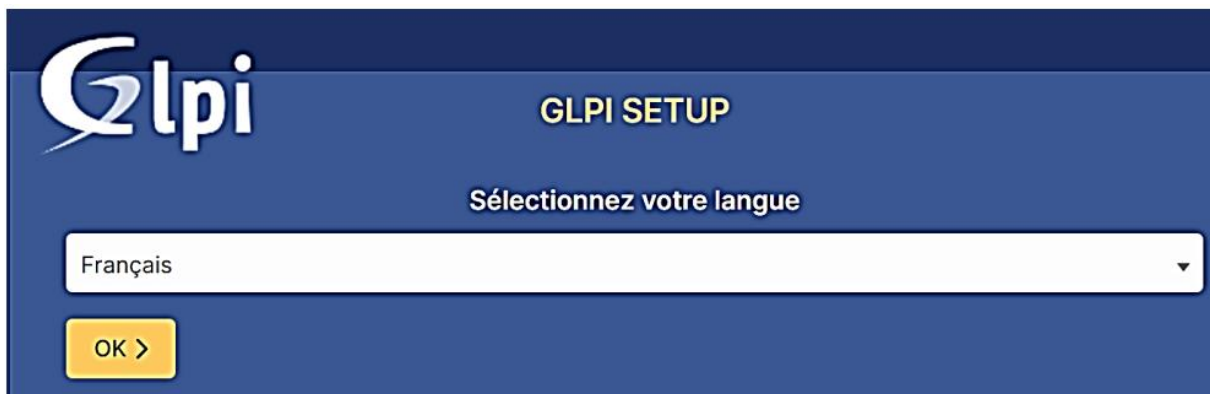 Glpi
GLPI SETUP
Sélectionnez votre langue
Français
OK >